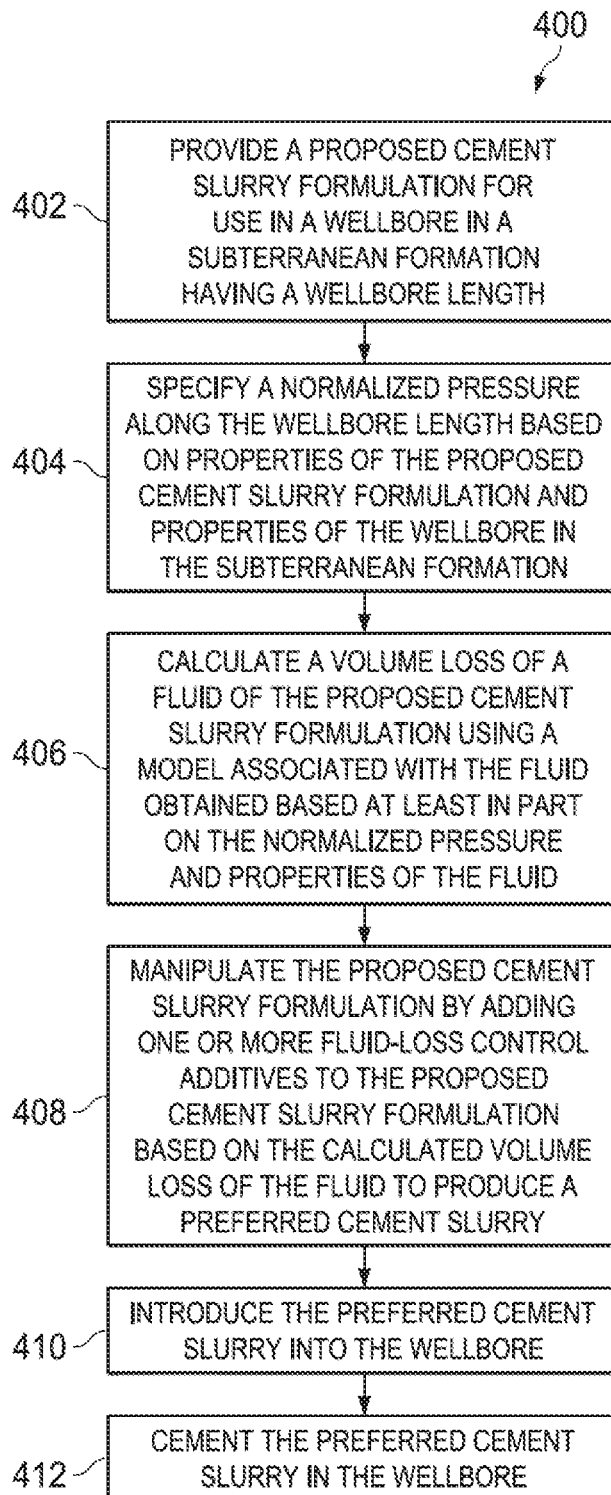 400
402
PROVIDE A PROPOSED CEMENT
SLURRY FORMULATION FOR
USE IN A WELLBORE IN A
SUBTERRANEAN FORMATION
HAVING A WELLBORE LENGTH
404
SPECIFY A NORMALIZED PRESSURE
ALONG THE WELLBORE LENGTH BASED
ON PROPERTIES OF THE PROPOSED
CEMENT SLURRY FORMULATION AND
PROPERTIES OF THE WELLBORE IN
THE SUBTERRANEAN FORMATION
406
CALCULATE A VOLUME LOSS OF A
FLUID OF THE PROPOSED CEMENT
SLURRY FORMULATION USING A
MODEL ASSOCIATED WITH THE FLUID
OBTAINED BASED AT LEAST IN PART
ON THE NORMALIZED PRESSURE
AND PROPERTIES OF THE FLUID
408
MANIPULATE THE PROPOSED CEMENT
SLURRY FORMULATION BY ADDING
ONE OR MORE FLUID-LOSS CONTROL
ADDITIVES TO THE PROPOSED
CEMENT SLURRY FORMULATION
BASED ON THE CALCULATED VOLUME
LOSS OF THE FLUID TO PRODUCE A
PREFERRED CEMENT SLURRY
410
INTRODUCE THE PREFERRED CEMENT
SLURRY INTO THE WELLBORE
412
CEMENT THE PREFERRED CEMENT
SLURRY IN THE WELLBORE